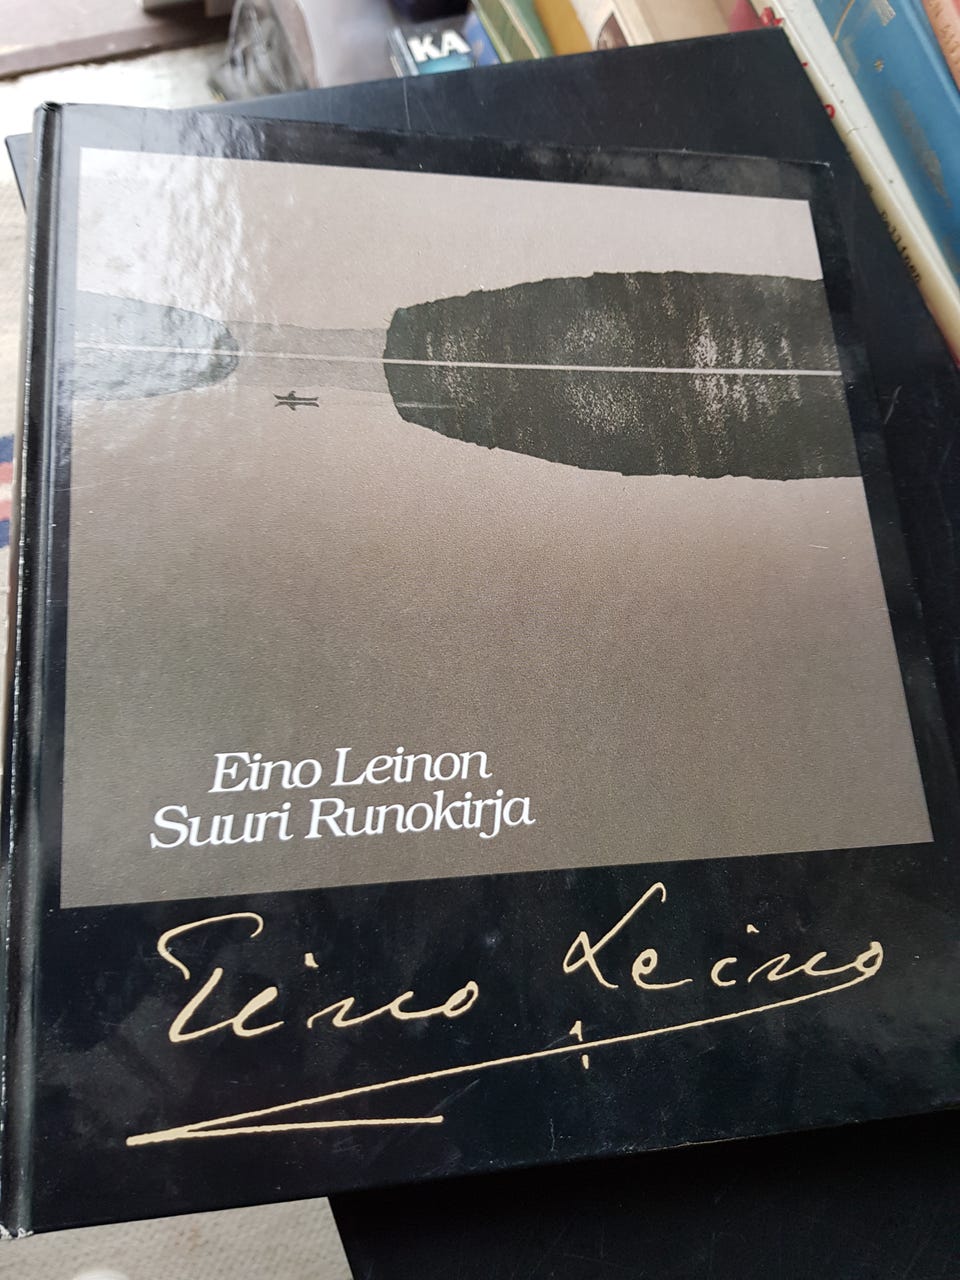 KA
Eino Leinon
Suuri Runokirja
Eino Leino